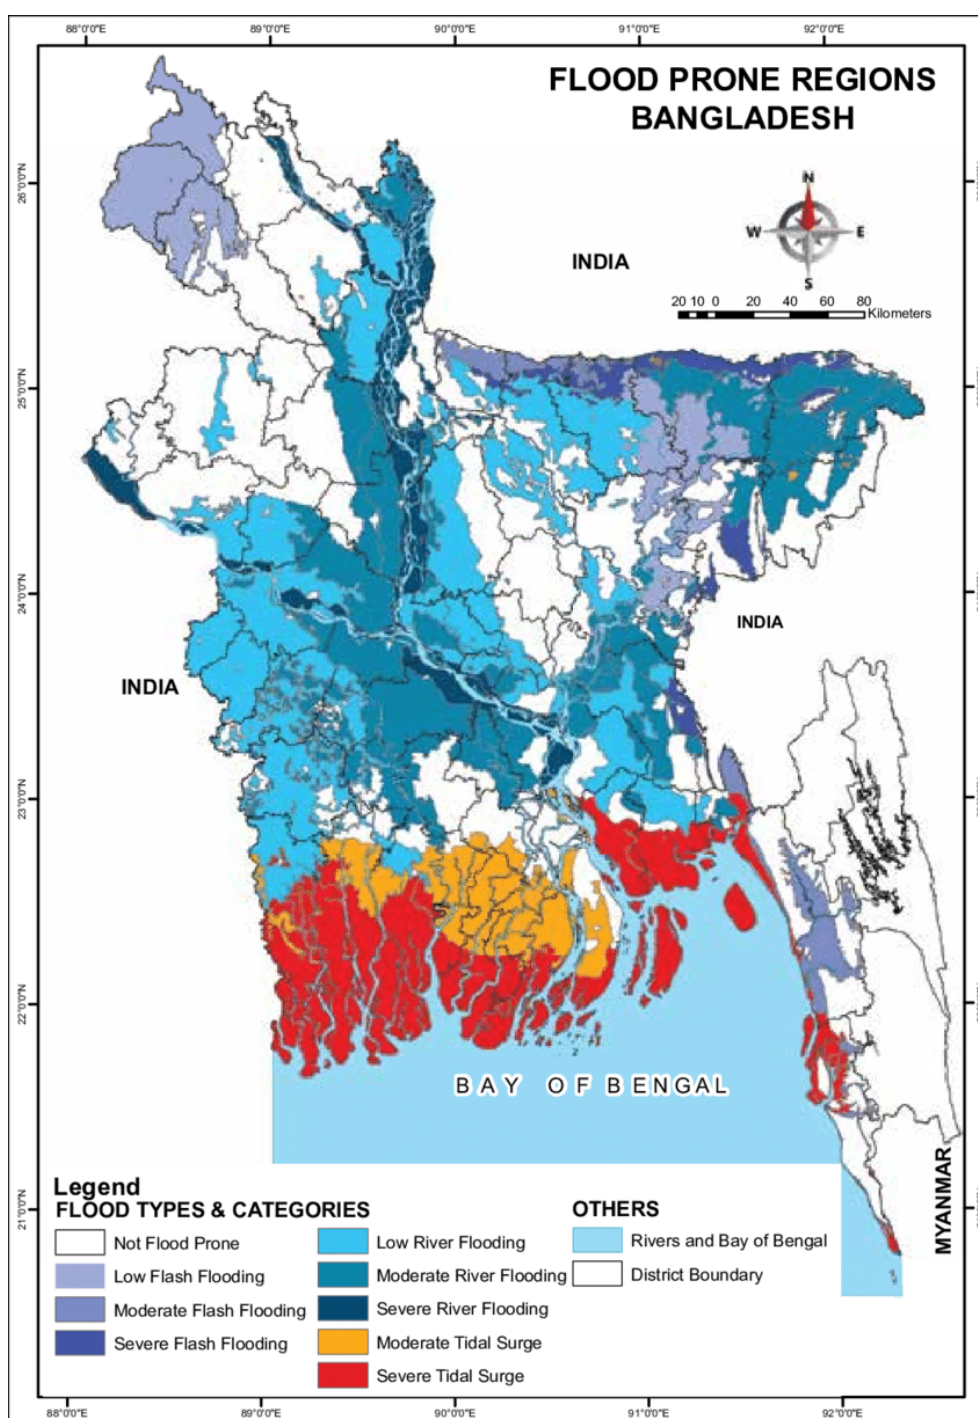 88°0'0"E 89°0'0"E 90°0'0"E 91°0'0"E 92°0'0"E
FLOOD PRONE REGIONS
BANGLADESH
26°0'0"N
N
W E
S
INDIA
20 10 0 20 40 60 80
Kilometers
25°0'0"N
24°0'0"N
INDIA
INDIA
23°0'0"N
22°0'0"N
BAY OF BENGAL
MYANMAR
21°0'0"N
Legend
FLOOD TYPES & CATEGORIES
Not Flood Prone
Low Flash Flooding
Moderate Flash Flooding
Severe Flash Flooding
Low River Flooding
Moderate River Flooding
Severe River Flooding
Moderate Tidal Surge
Severe Tidal Surge
OTHERS
Rivers and Bay of Bengal
District Boundary
88°0'0"E 89°0'0"E 90°0'0"E 91°0'0"E 92°0'0"E